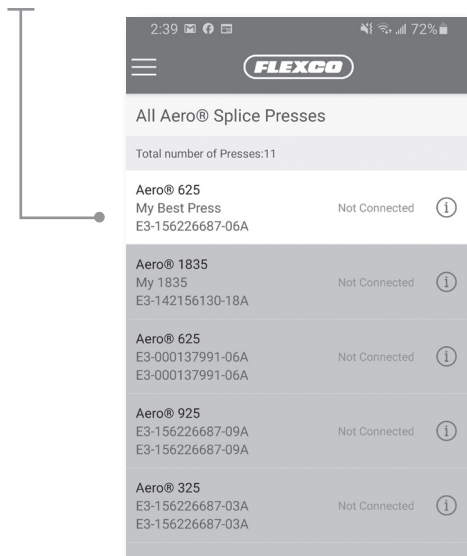 2:39 72%
FLEXCO
All Aero® Splice Presses
Total number of Presses:11
Aero® 625
My Best Press Not Connected i
E3-156226687-06A
Aero® 1835
My 1835 Not Connected i
E3-142156130-18A
Aero® 625
E3-000137991-06A Not Connected i
E3-000137991-06A
Aero® 925
E3-156226687-09A Not Connected i
E3-156226687-09A
Aero® 325
E3-156226687-03A Not Connected i
E3-156226687-03A